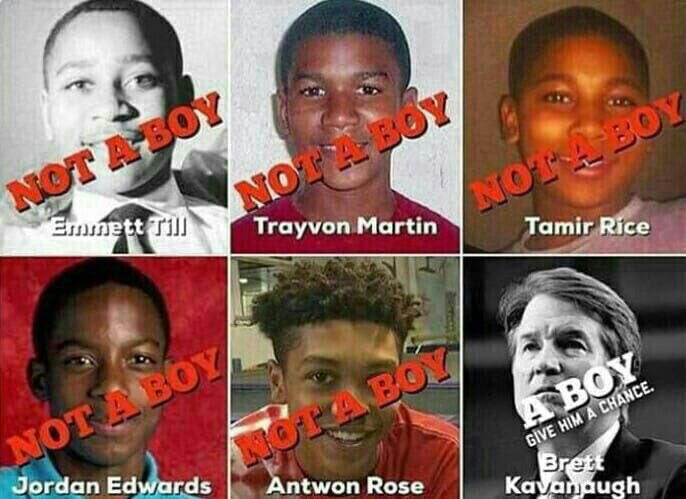 NOT A BOY
Emmett Till
NOT A BOY
Trayvon Martin
NOT A BOY
Tamir Rice
NOT A BOY
Jordan Edwards
NOT A BOY
Antwon Rose
A BOY
GIVE HIM A CHANCE.
Brett
Kavanaugh